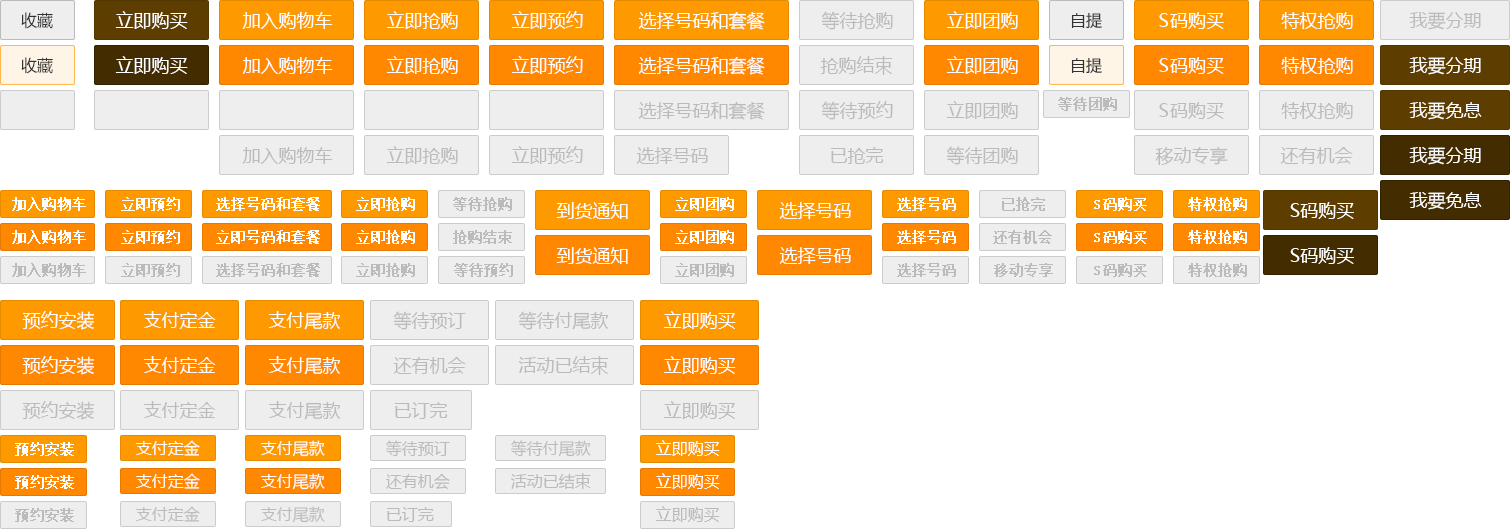 收藏 立即购买 加入购物车 立即抢购 立即预约 选择号码和套餐 等待抢购 立即团购 自提 S码购买 特权抢购 我要分期
收藏 立即购买 加入购物车 立即抢购 立即预约 选择号码和套餐 抢购结束 立即团购 自提 S码购买 特权抢购 我要分期
选择号码和套餐 等待预约 立即团购 等待团购 S码购买 特权抢购 我要免息
加入购物车 立即抢购 立即预约 选择号码 已抢完 等待团购 移动专享 还有机会 我要分期
加入购物车 立即预约 选择号码和套餐 立即抢购 等待抢购 到货通知 立即团购 选择号码 选择号码 已抢完 S码购买 特权抢购 S码购买 我要免息
加入购物车 立即预约 立即号码和套餐 立即抢购 抢购结束 到货通知 立即团购 选择号码 选择号码 还有机会 S码购买 特权抢购 S码购买
加入购物车 立即预约 选择号码和套餐 立即抢购 等待预约 立即团购 选择号码 移动专享 S码购买 特权抢购
预约安装 支付定金 支付尾款 等待预订 等待付尾款 立即购买
预约安装 支付定金 支付尾款 还有机会 活动已结束 立即购买
预约安装 支付定金 支付尾款 已订完 立即购买
预约安装 支付定金 支付尾款 等待预订 等待付尾款 立即购买
预约安装 支付定金 支付尾款 还有机会 活动已结束 立即购买
预约安装 支付定金 支付尾款 已订完 立即购买